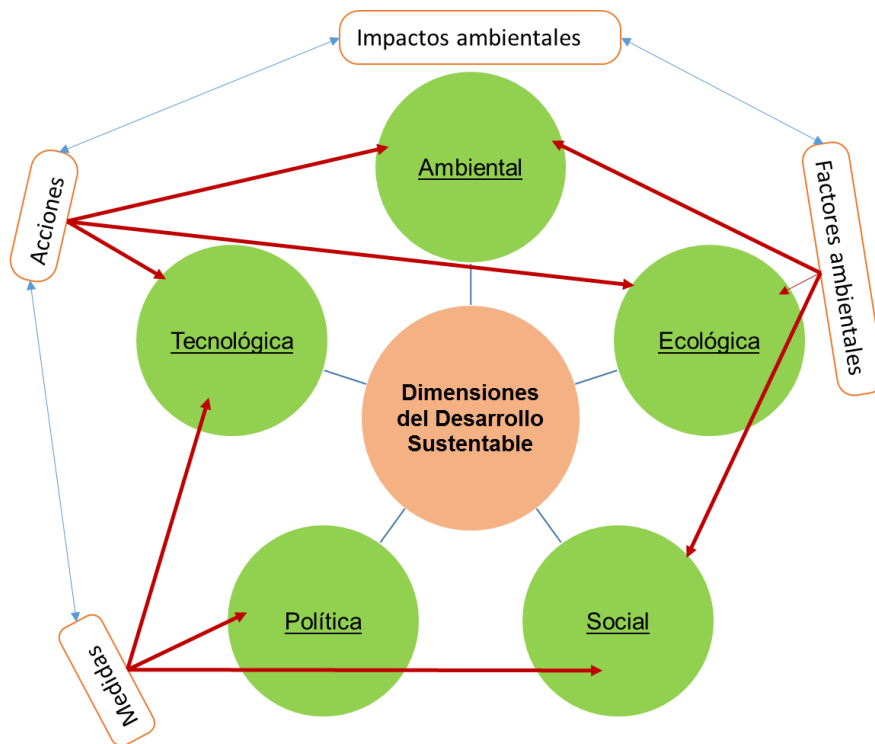 Impactos ambientales
Acciones
Ambiental
Factores ambientales
Tecnológica
Ecológica
Dimensiones
del Desarrollo
Sustentable
Medidas
Política
Social